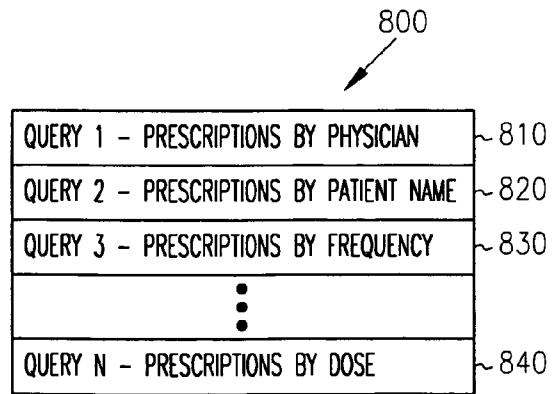 800
QUERY 1 - PRESCRIPTIONS BY PHYSICIAN 810
QUERY 2 - PRESCRIPTIONS BY PATIENT NAME 820
QUERY 3 - PRESCRIPTIONS BY FREQUENCY 830
QUERY N - PRESCRIPTIONS BY DOSE 840